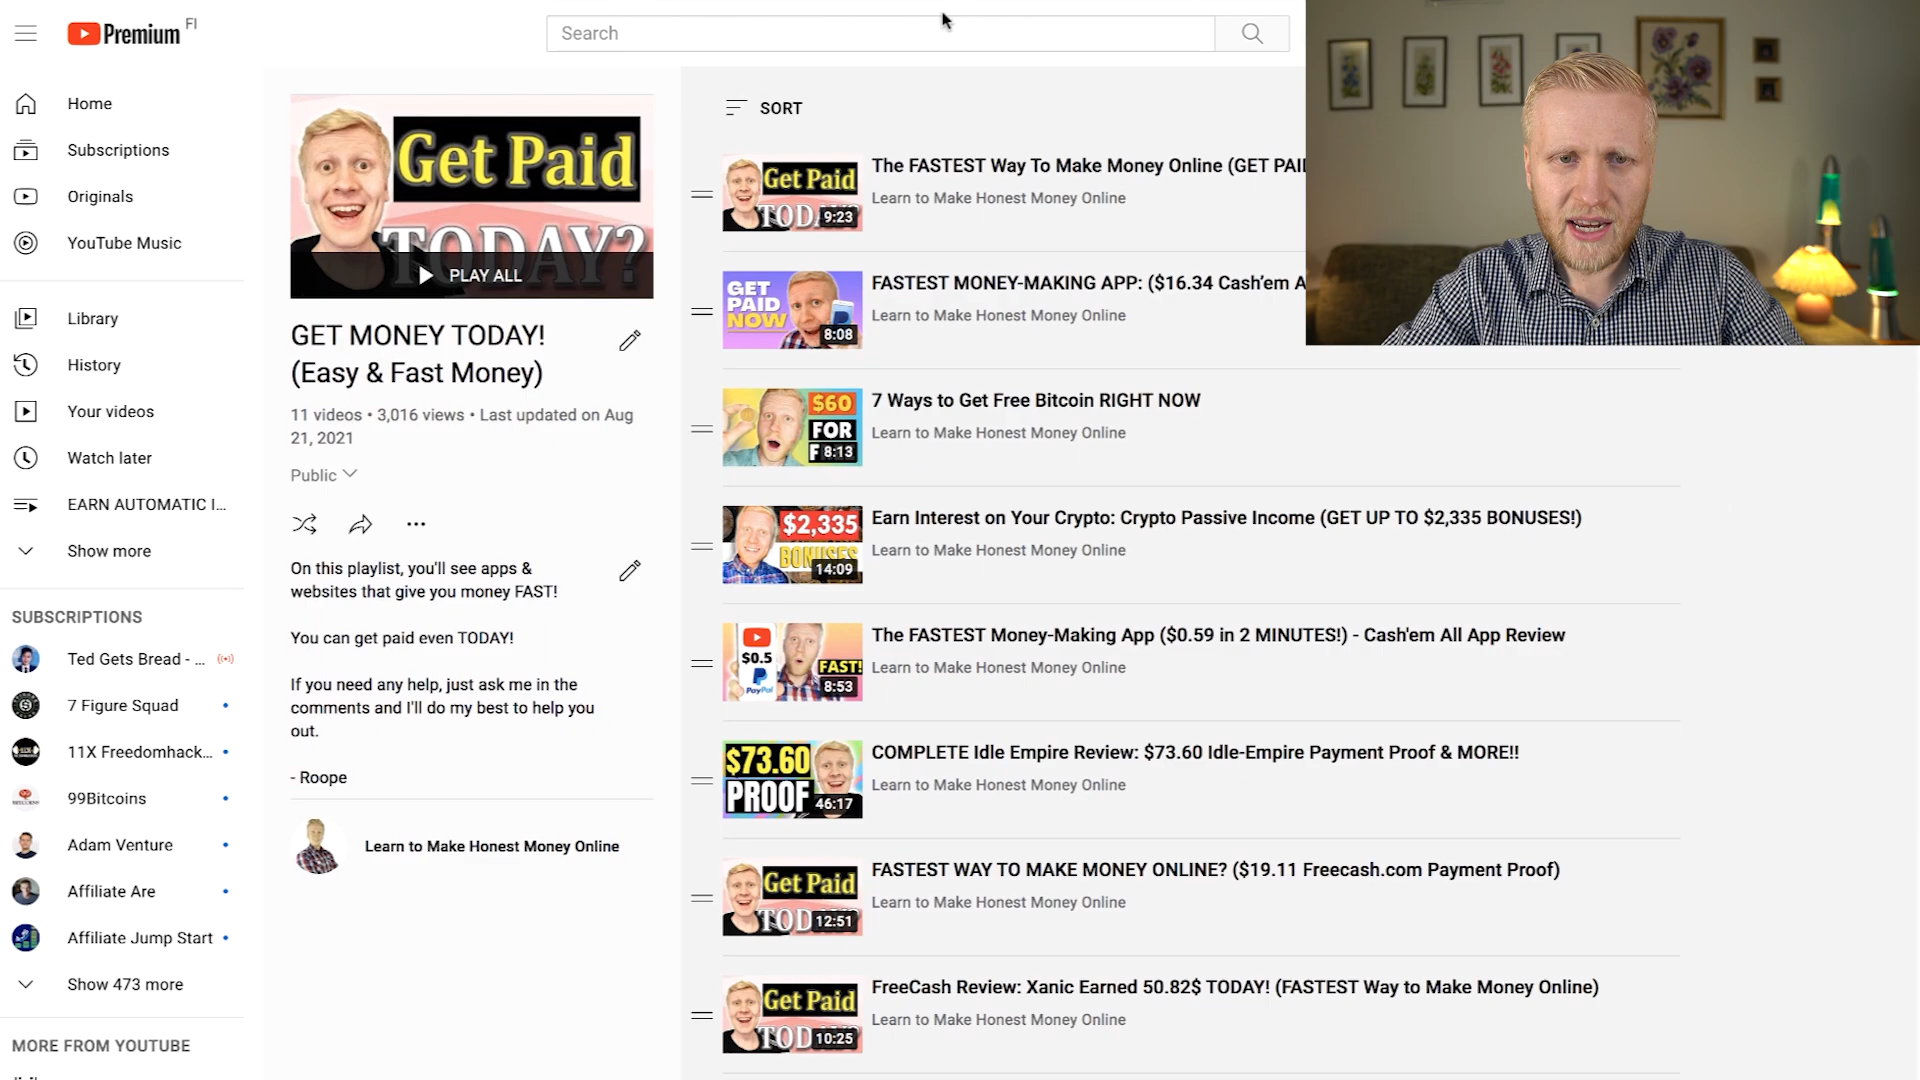 Premium FI
Search
Home
Subscriptions
Originals
YouTube Music
Library
History
Your videos
Watch later
EARN AUTOMATIC I...
Show more
SUBSCRIPTIONS
Ted Gets Bread - ...
7 Figure Squad
11X Freedomhack...
99Bitcoins
Adam Venture
Affiliate Are
Affiliate Jump Start
Show 473 more
MORE FROM YOUTUBE
Get Paid
TODAY?
PLAY ALL
GET MONEY TODAY!
(Easy & Fast Money)
11 videos • 3,016 views • Last updated on Aug
21, 2021
Public
On this playlist, you'll see apps &
websites that give you money FAST!
You can get paid even TODAY!
If you need any help, just ask me in the
comments and I'll do my best to help you
out.
- Roope
Learn to Make Honest Money Online
SORT
Get Paid
TODA
9:23
The FASTEST Way To Make Money Online (GET PAI
Learn to Make Honest Money Online
GET
PAID
NOW
8:08
FASTEST MONEY-MAKING APP: ($16.34 Cash’em A
Learn to Make Honest Money Online
$60
FOR
F
8:13
7 Ways to Get Free Bitcoin RIGHT NOW
Learn to Make Honest Money Online
$2,335
BONUSES
14:09
Earn Interest on Your Crypto: Crypto Passive Income (GET UP TO $2,335 BONUSES!)
Learn to Make Honest Money Online
$0.5
PayPal
FAST!
8:53
The FASTEST Money-Making App ($0.59 in 2 MINUTES!) - Cash'em All App Review
Learn to Make Honest Money Online
$73.60
PROOF
46:17
COMPLETE Idle Empire Review: $73.60 Idle-Empire Payment Proof & MORE!!
Learn to Make Honest Money Online
Get Paid
TOD
12:51
FASTEST WAY TO MAKE MONEY ONLINE? ($19.11 Freecash.com Payment Proof)
Learn to Make Honest Money Online
Get Paid
TOD
10:25
FreeCash Review: Xanic Earned 50.82$ TODAY! (FASTEST Way to Make Money Online)
Learn to Make Honest Money Online